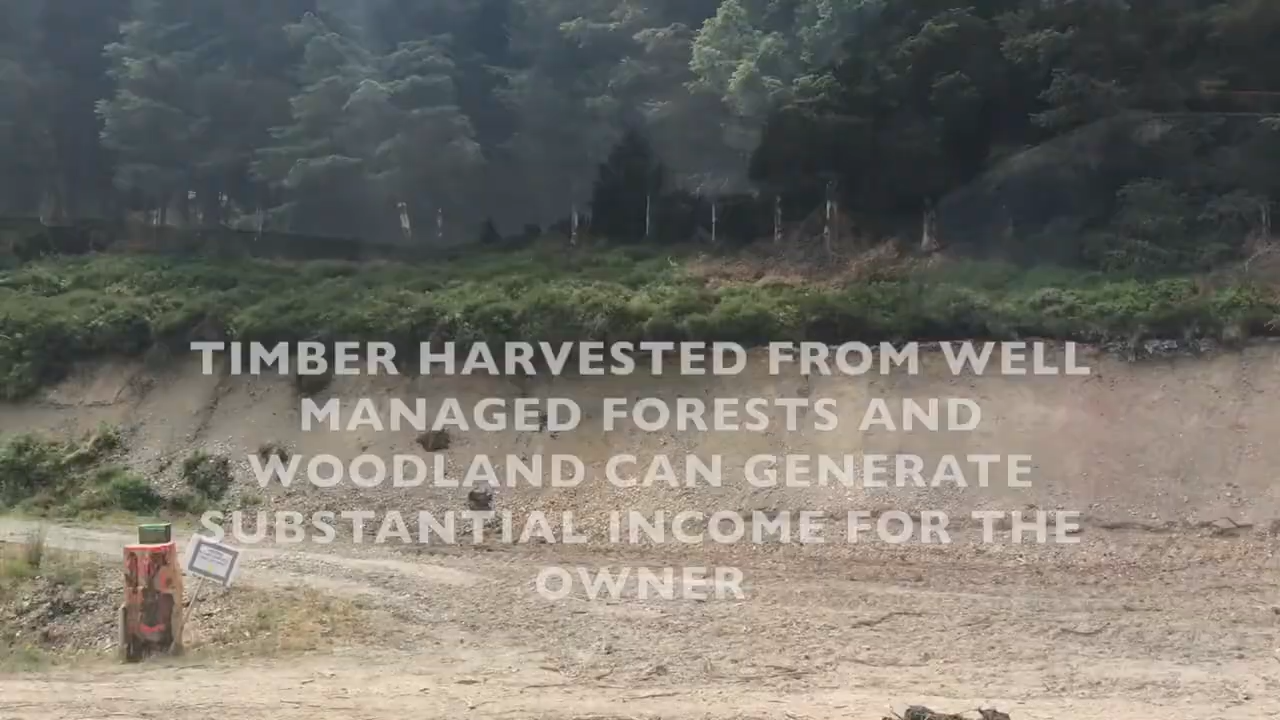 TIMBER HARVESTED FROM WELL
MANAGED FORESTS AND
WOODLAND CAN GENERATE
SUBSTANTIAL INCOME FOR THE
OWNER